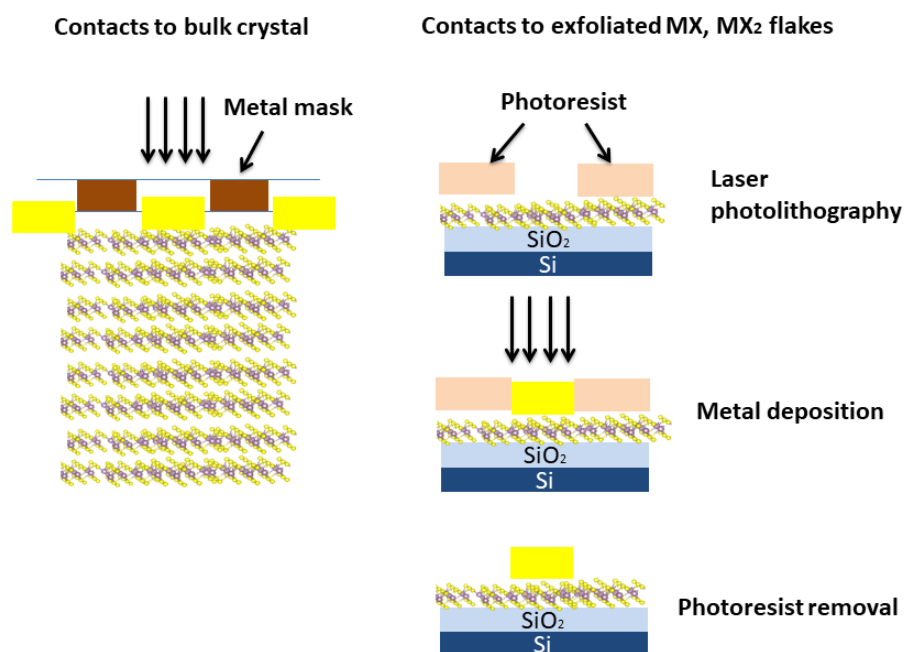 Contacts to bulk crystal
Contacts to exfoliated MX, MX₂ flakes
Metal mask
Photoresist
Laser
photolithography
SiO₂
Si
Metal deposition
SiO₂
Si
Photoresist removal
SiO₂
Si